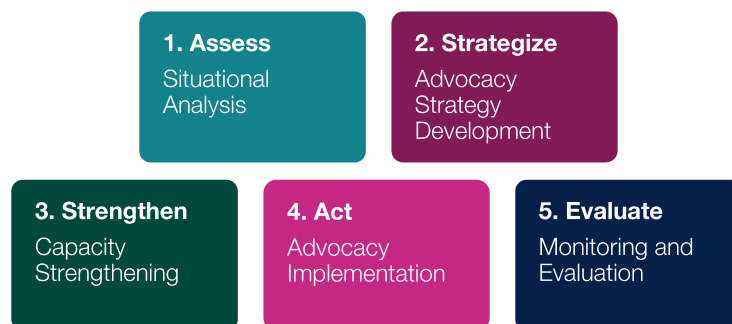 1. Assess
Situational
Analysis
2. Strategize
Advocacy
Strategy
Development
3. Strengthen
Capacity
Strengthening
4. Act
Advocacy
Implementation
5. Evaluate
Monitoring and
Evaluation